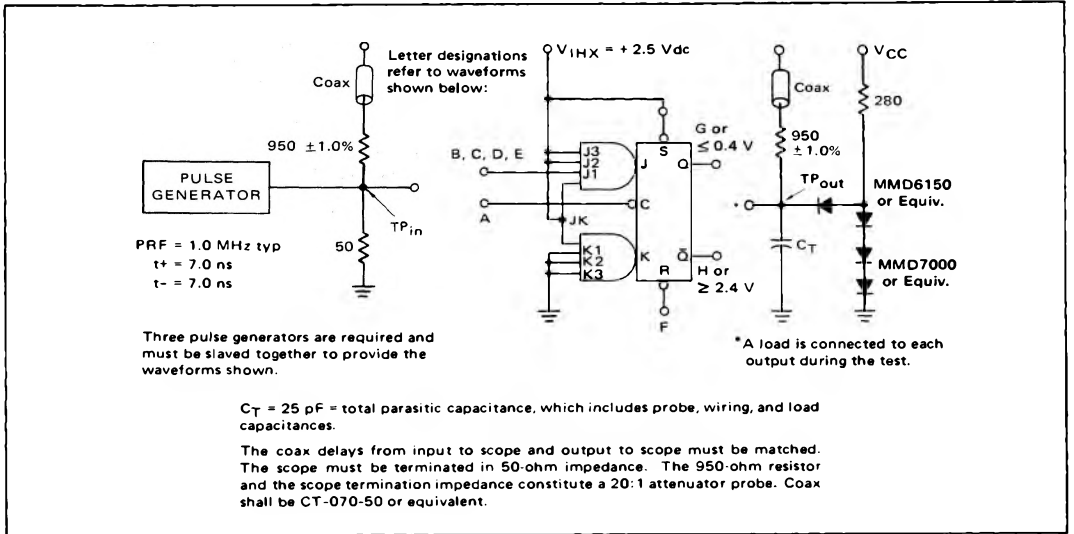 Letter designations
refer to waveforms
shown below:
Coax
950 ±1.0%
PULSE
GENERATOR
TPin
50
PRF = 1.0 MHz typ
t+ = 7.0 ns
t- = 7.0 ns
VIHX = + 2.5 Vdc
B, C, D, E
A
J3
J2
J1
J
S
Q
G or
≤ 0.4 V
C
JK
K1
K2
K3
K
R
Q̄
H or
≥ 2.4 V
F
Coax
950
± 1.0%
TPout
*
CT
VCC
280
MMD6150
or Equiv.
MMD7000
or Equiv.
Three pulse generators are required and
must be slaved together to provide the
waveforms shown.
*A load is connected to each
output during the test.
CT = 25 pF = total parasitic capacitance, which includes probe, wiring, and load
capacitances.
The coax delays from input to scope and output to scope must be matched.
The scope must be terminated in 50-ohm impedance. The 950-ohm resistor
and the scope termination impedance constitute a 20:1 attenuator probe. Coax
shall be CT-070-50 or equivalent.